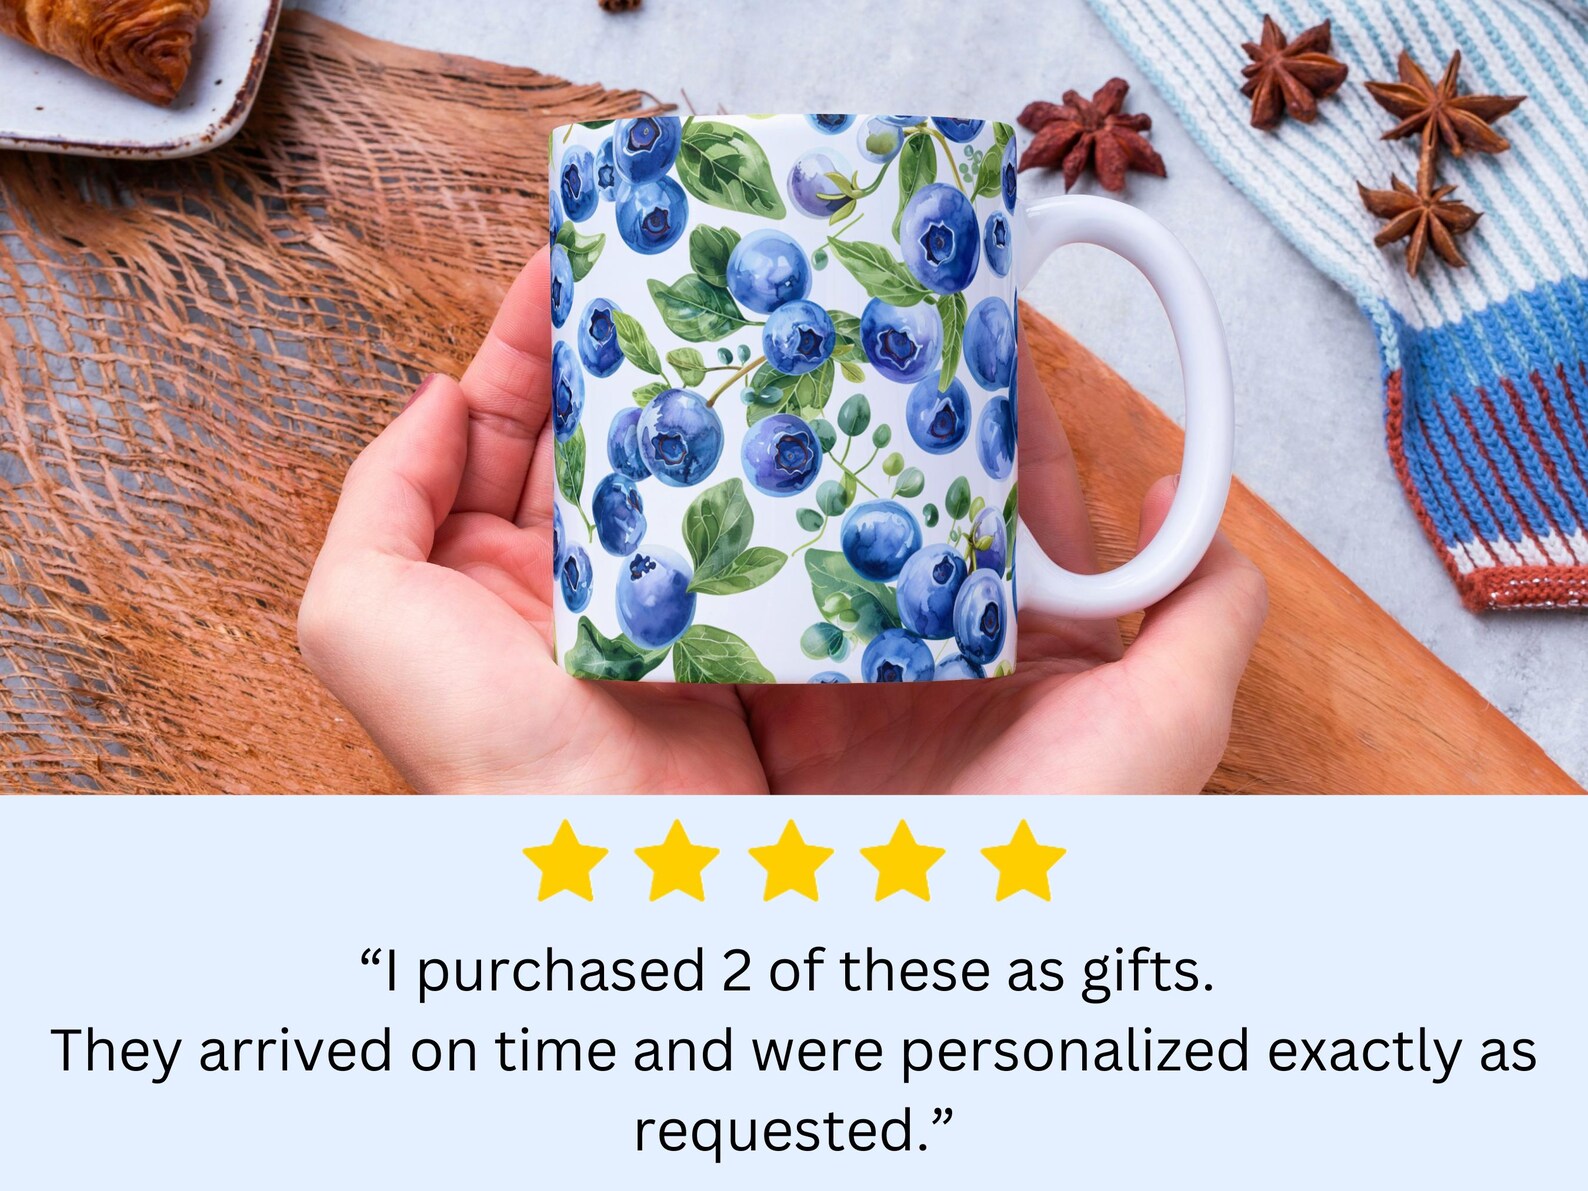 “I purchased 2 of these as gifts.
They arrived on time and were personalized exactly as
requested.”